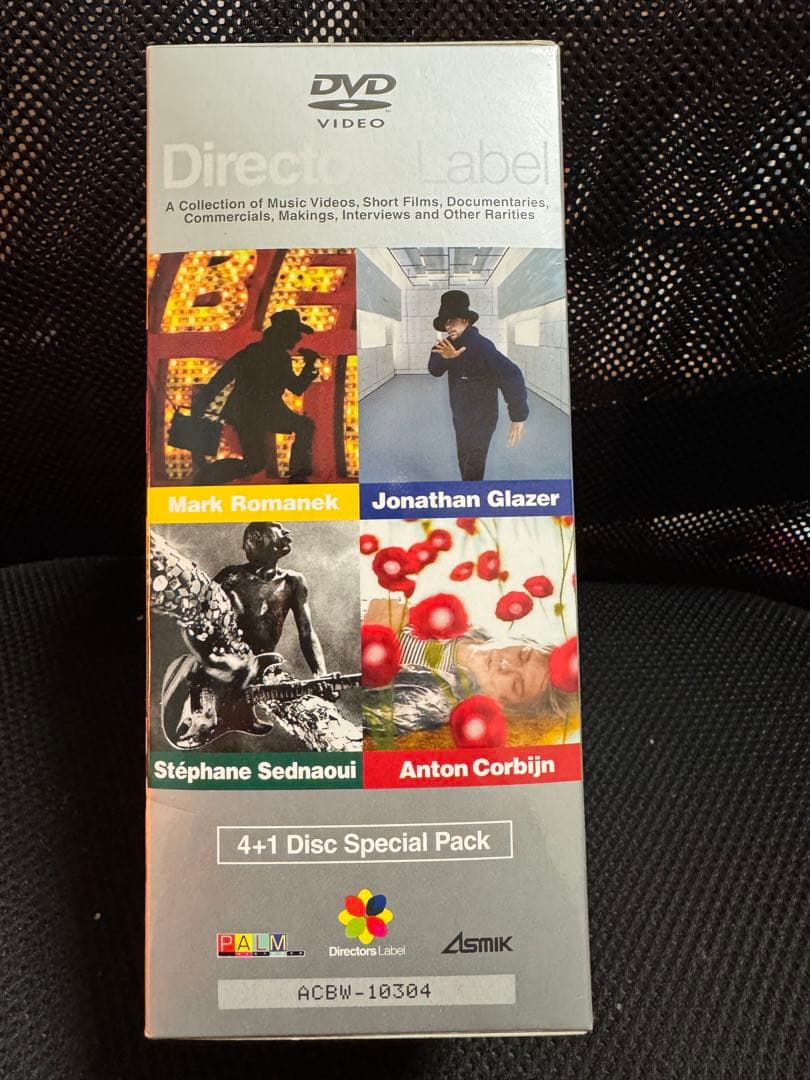 DVD
VIDEO
Directors Label
A Collection of Music Videos, Short Films, Documentaries,
Commercials, Makings, Interviews and Other Rarities
BE
Mark Romanek
Jonathan Glazer
Stéphane Sednaoui
Anton Corbijn
4+1 Disc Special Pack
PALM
Directors Label
ASMIK
ACBW-10304